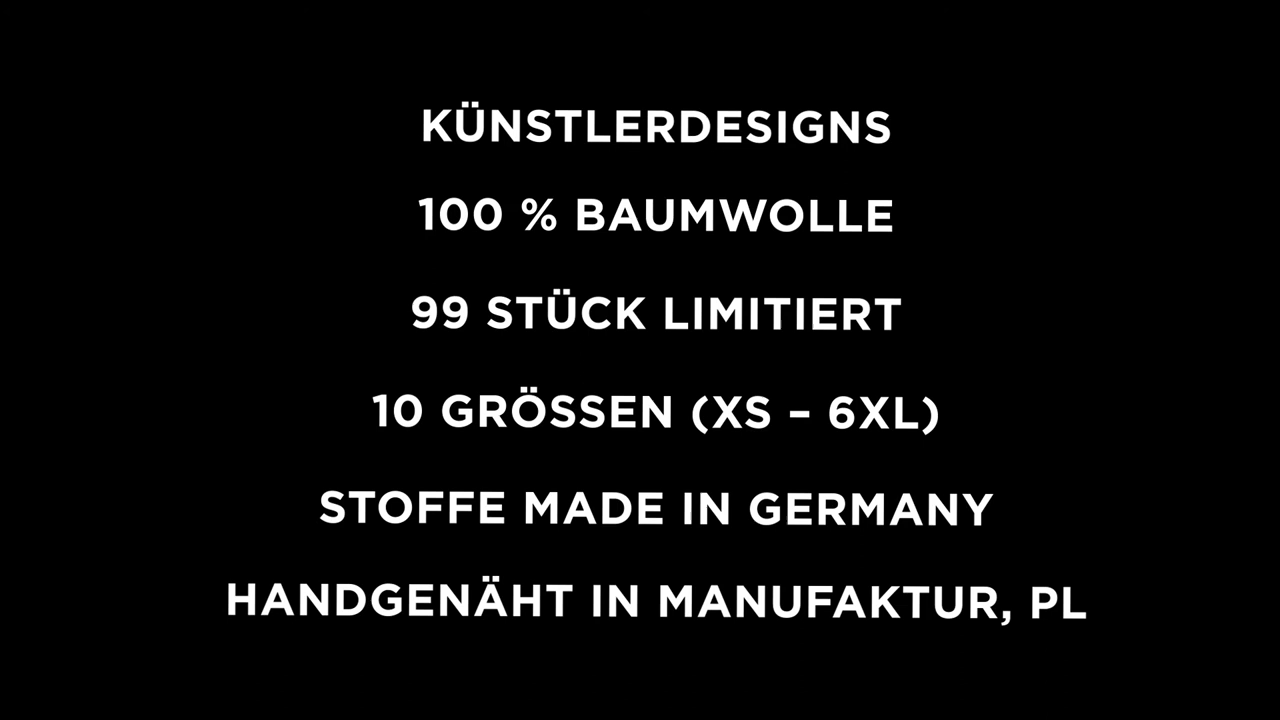 KÜNSTLERDESIGNS
100 % BAUMWOLLE
99 STÜCK LIMITIERT
10 GRÖSSEN (XS – 6XL)
STOFFE MADE IN GERMANY
HANDGENÄHT IN MANUFAKTUR, PL